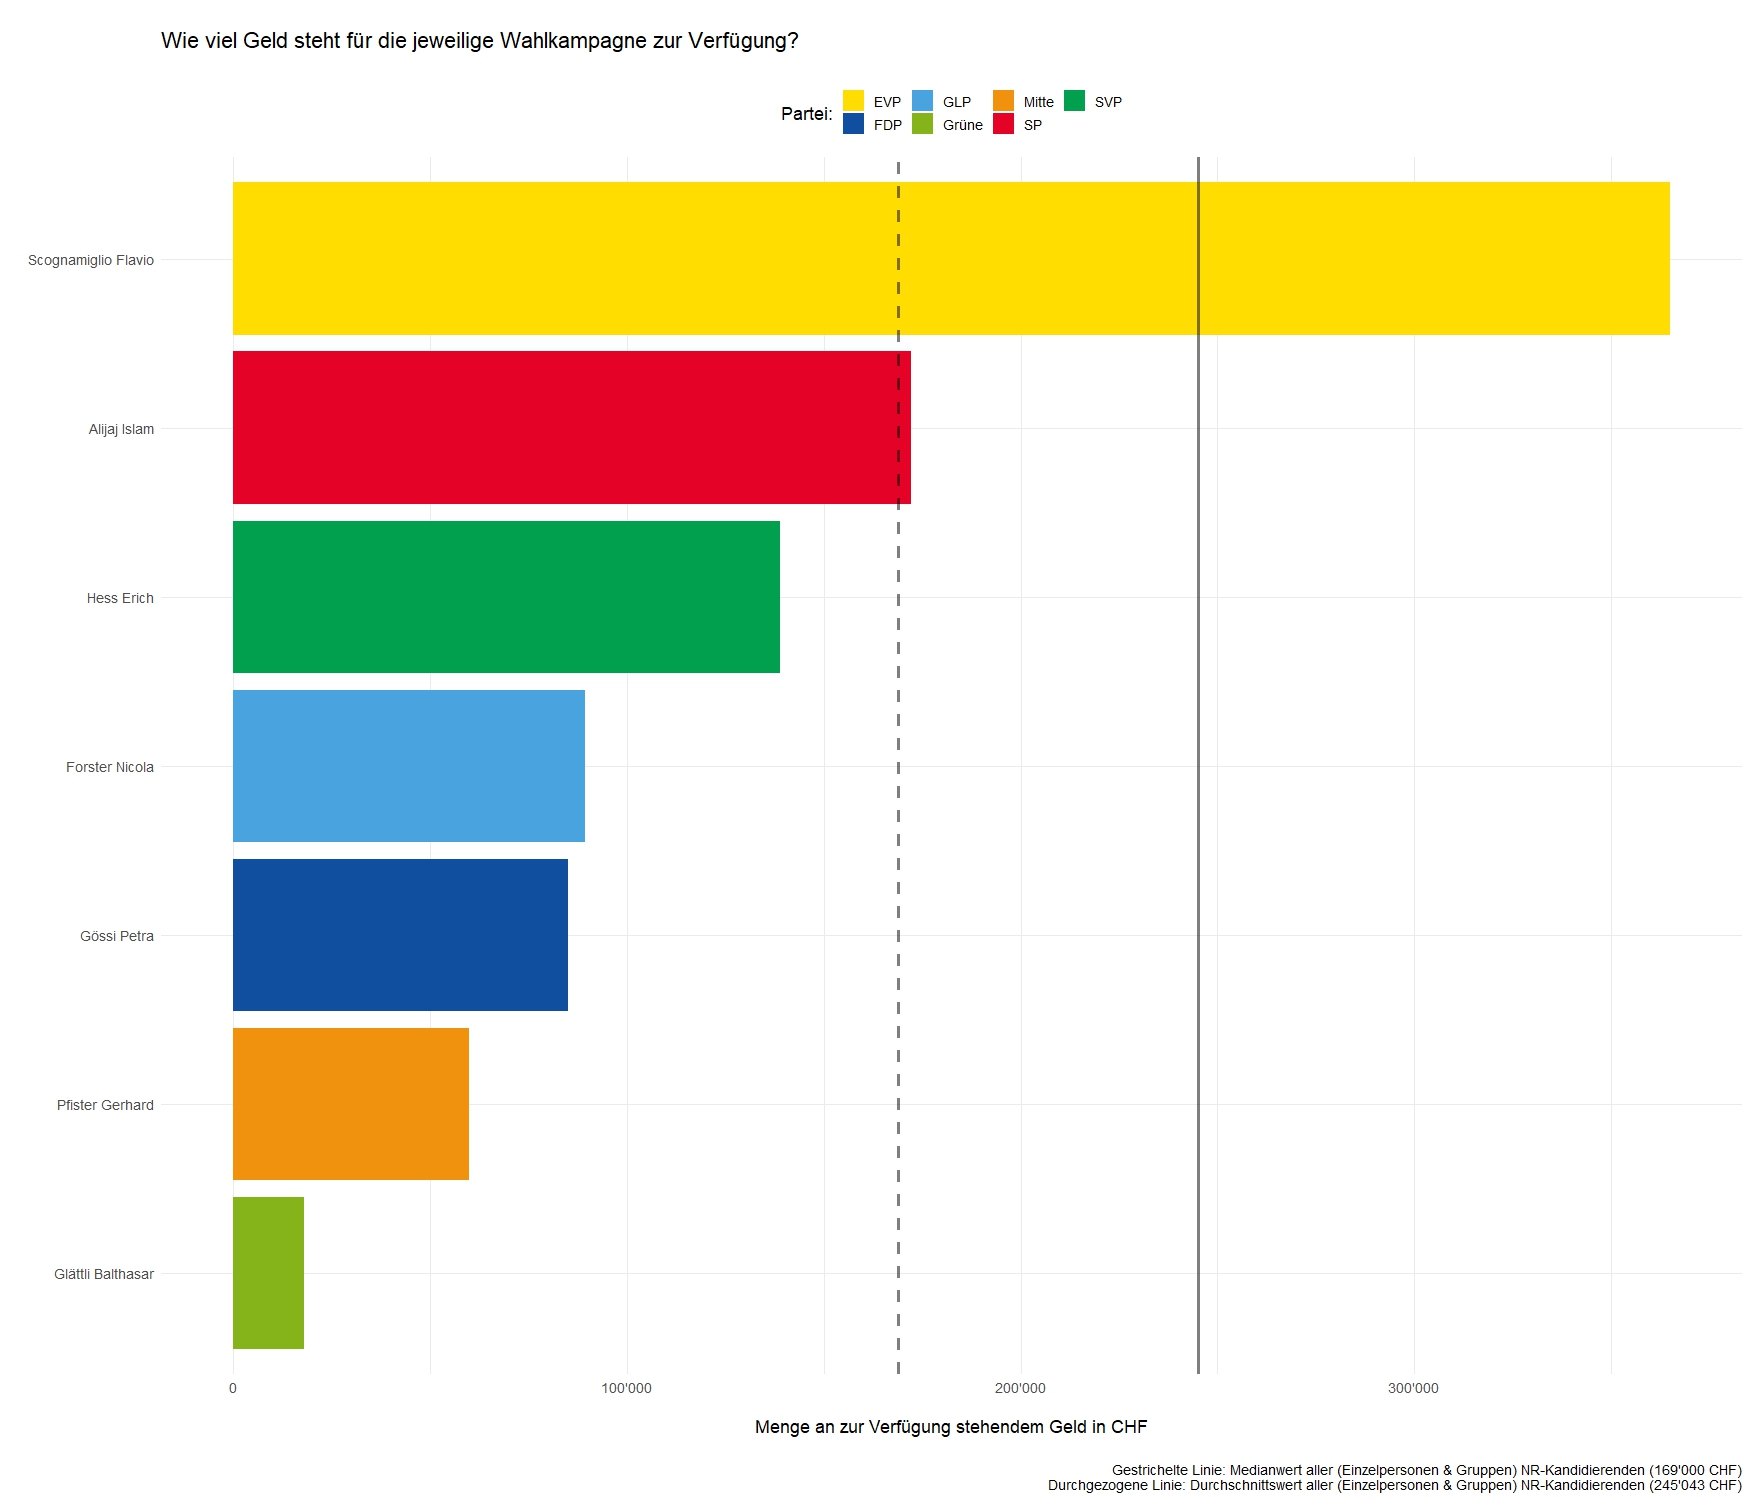 Wie viel Geld steht für die jeweilige Wahlkampagne zur Verfügung?
Partei:
EVP
GLP
Mitte
SVP
FDP
Grüne
SP
Scognamiglio Flavio
Alijaj Islam
Hess Erich
Forster Nicola
Gössi Petra
Pfister Gerhard
Glättli Balthasar
0
100'000
200'000
300'000
Menge an zur Verfügung stehendem Geld in CHF
Gestrichelte Linie: Medianwert aller (Einzelpersonen & Gruppen) NR-Kandidierenden (169'000 CHF)
Durchgezogene Linie: Durchschnittswert aller (Einzelpersonen & Gruppen) NR-Kandidierenden (245'043 CHF)